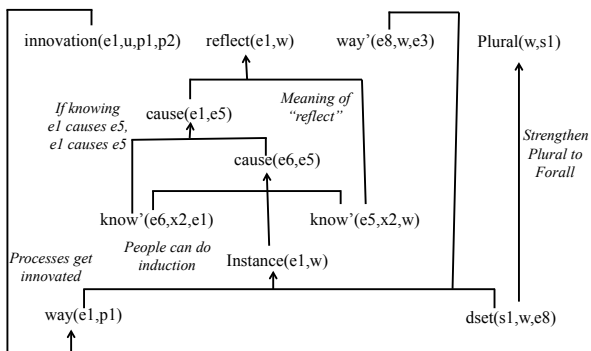 innovation(e1,u,p1,p2) reflect(e1,w) way’(e8,w,e3) Plural(w,s1)
If knowing
e1 causes e5,
e1 causes e5
cause(e1,e5)
Meaning of
“reflect”
Strengthen
Plural to
Forall
cause(e6,e5)
know’(e6,x2,e1) know’(e5,x2,w)
People can do
induction
Processes get
innovated
Instance(e1,w)
way(e1,p1) dset(s1,w,e8)